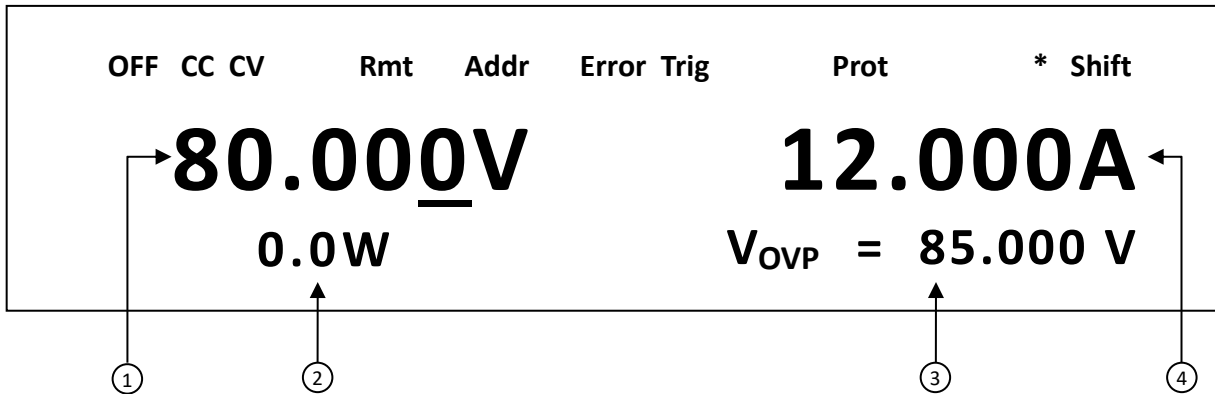 OFF CC CV Rmt Addr Error Trig Prot * Shift
80.000V 12.000A
0.0W VOVP = 85.000 V
1 2 3 4